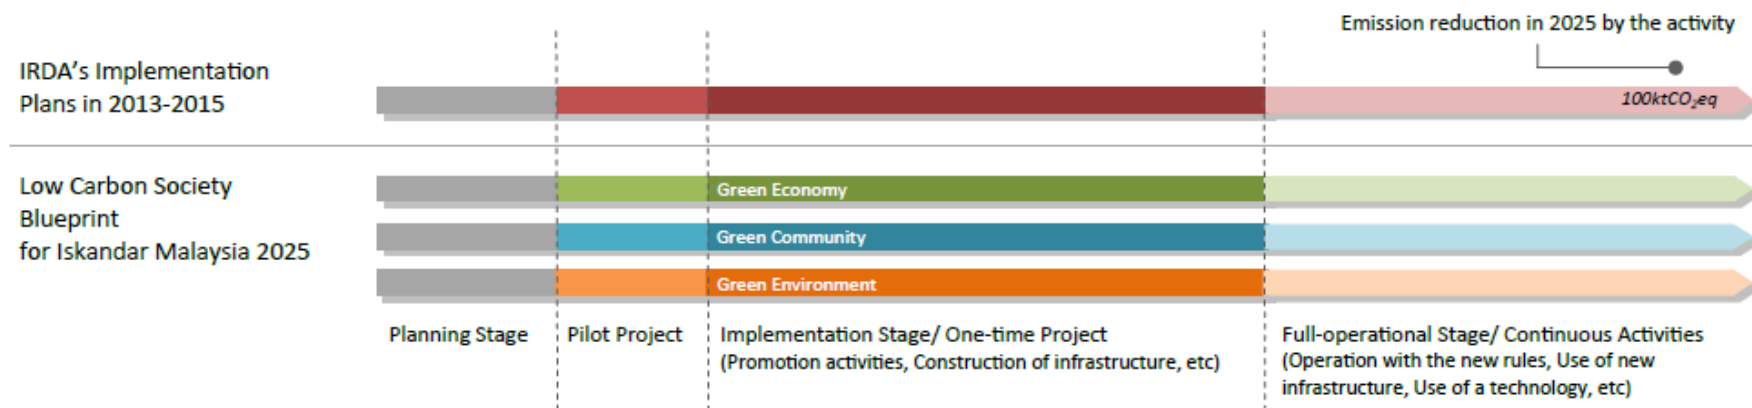 Emission reduction in 2025 by the activity
IRDA's Implementation
Plans in 2013-2015
100ktCO₂eq
Low Carbon Society
Blueprint
for Iskandar Malaysia 2025
Green Economy
Green Community
Green Environment
Planning Stage
Pilot Project
Implementation Stage/ One-time Project
(Promotion activities, Construction of infrastructure, etc)
Full-operational Stage/ Continuous Activities
(Operation with the new rules, Use of new
infrastructure, Use of a technology, etc)